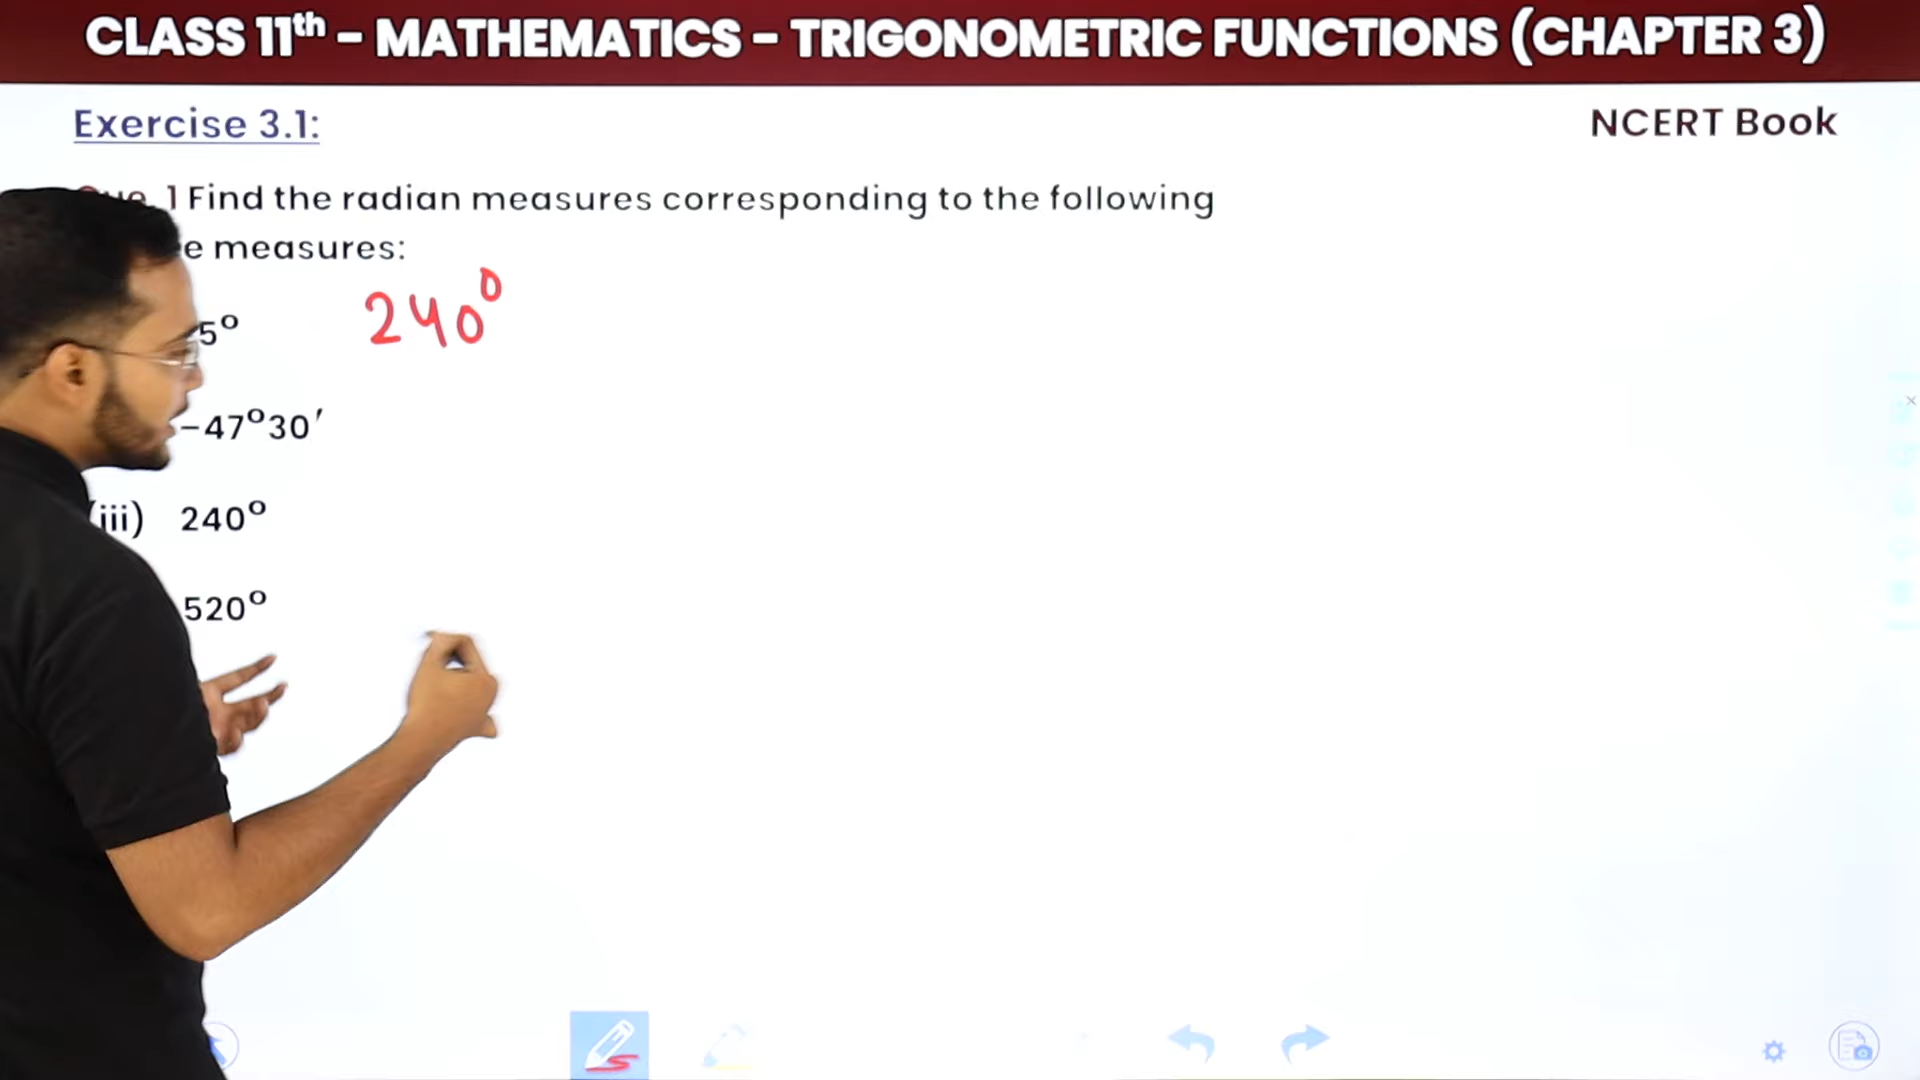 CLASS 11th - MATHEMATICS - TRIGONOMETRIC FUNCTIONS (CHAPTER 3)
Exercise 3.1:
NCERT Book
1 Find the radian measures corresponding to the following
e measures:
5°
240°
-47°30′
(iii) 240°
520°